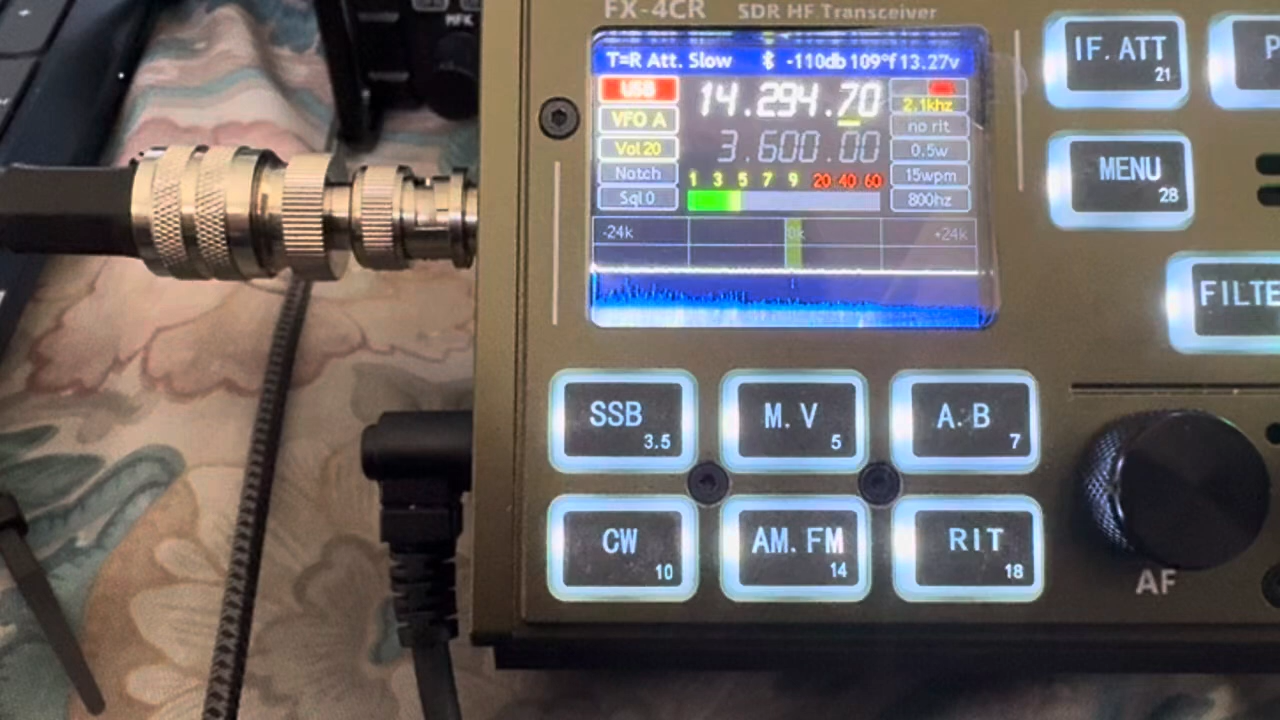 MFK
FX-4CR SDR HF Transceiver
T=R Att. Slow -110db 109°f 13.27v
USB 14.294.70 2.1khz
VFO A 3.600.00 no rit
Vol 20 0.5w
Notch 1 3 5 7 9 20 40 60 15wpm
Sql 0 800hz
-24k 0k +24k
IF. ATT 21 P
MENU 28
FILTE
SSB 3.5 M. V 5 A. B 7
CW 10 AM. FM 14 RIT 18
AF